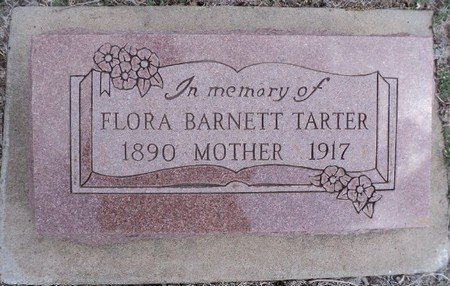 In memory of
FLORA BARNETT TARTER
1890 MOTHER 1917